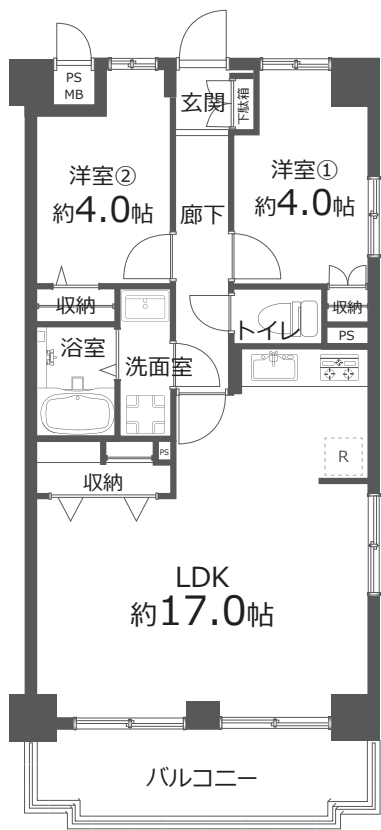 PS
MB
玄関
下駄箱
洋室②
約4.0帖
洋室①
約4.0帖
廊下
収納
収納
トイレ
PS
浴室
洗面室
PS
収納
R
LDK
約17.0帖
バルコニー